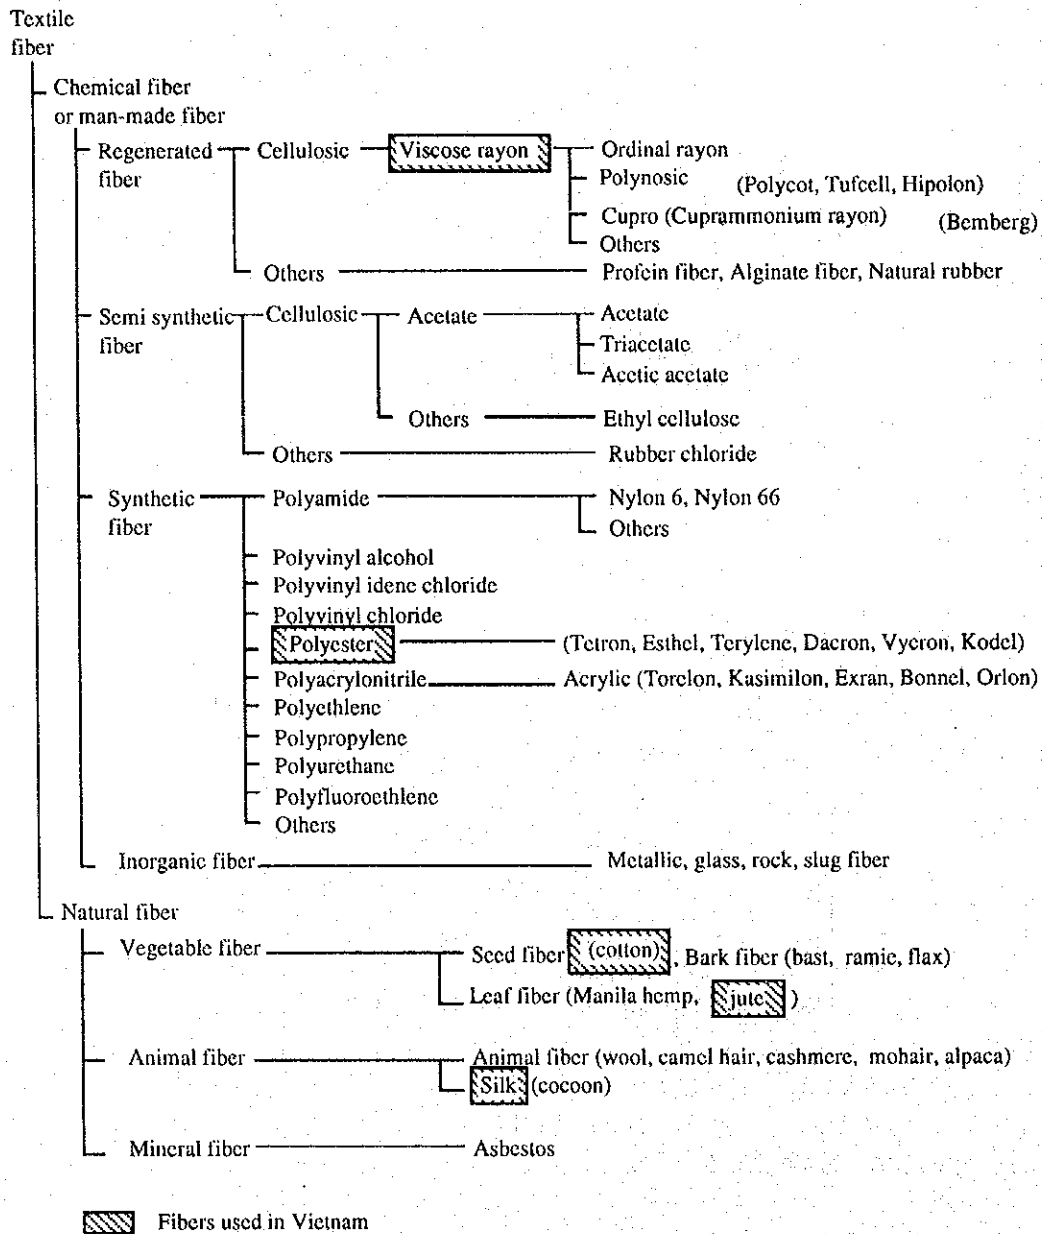 Textile
fiber
Chemical fiber
or man-made fiber
Regenerated Cellulosic Viscose rayon Ordinal rayon
fiber
Polynosic (Polycot, Tufcell, Hipolon)
Cupro (Cuprammonium rayon) (Bemberg)
Others
Others Profein fiber, Alginate fiber, Natural rubber
Semi synthetic Cellulosic Acetate Acetate
fiber
Triacetate
Acetic acetate
Others Ethyl cellulose
Others Rubber chloride
Synthetic Polyamide Nylon 6, Nylon 66
fiber
Others
Polyvinyl alcohol
Polyvinyl idene chloride
Polyvinyl chloride
Polyester (Tetron, Esthel, Terylene, Dacron, Vycron, Kodel)
Polyacrylonitrile Acrylic (Torelon, Kasimilon, Exran, Bonnel, Orlon)
Polyethlene
Polypropylene
Polyurethane
Polyfluoroethlene
Others
Inorganic fiber Metallic, glass, rock, slug fiber
Natural fiber
Vegetable fiber Seed fiber (cotton), Bark fiber (bast, ramie, flax)
Leaf fiber (Manila hemp, jute)
Animal fiber Animal fiber (wool, camel hair, cashmere, mohair, alpaca)
Silk (cocoon)
Mineral fiber Asbestos
Fibers used in Vietnam